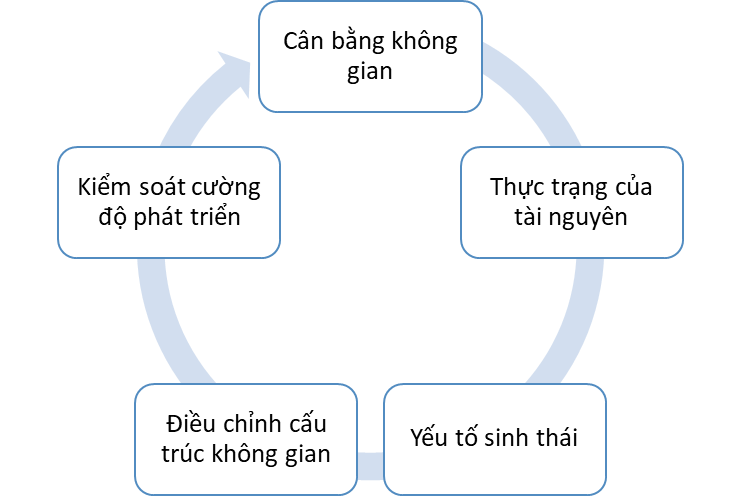 Cân bằng không
gian
Thực trạng của
tài nguyên
Yếu tố sinh thái
Điều chỉnh cấu
trúc không gian
Kiểm soát cường
độ phát triển